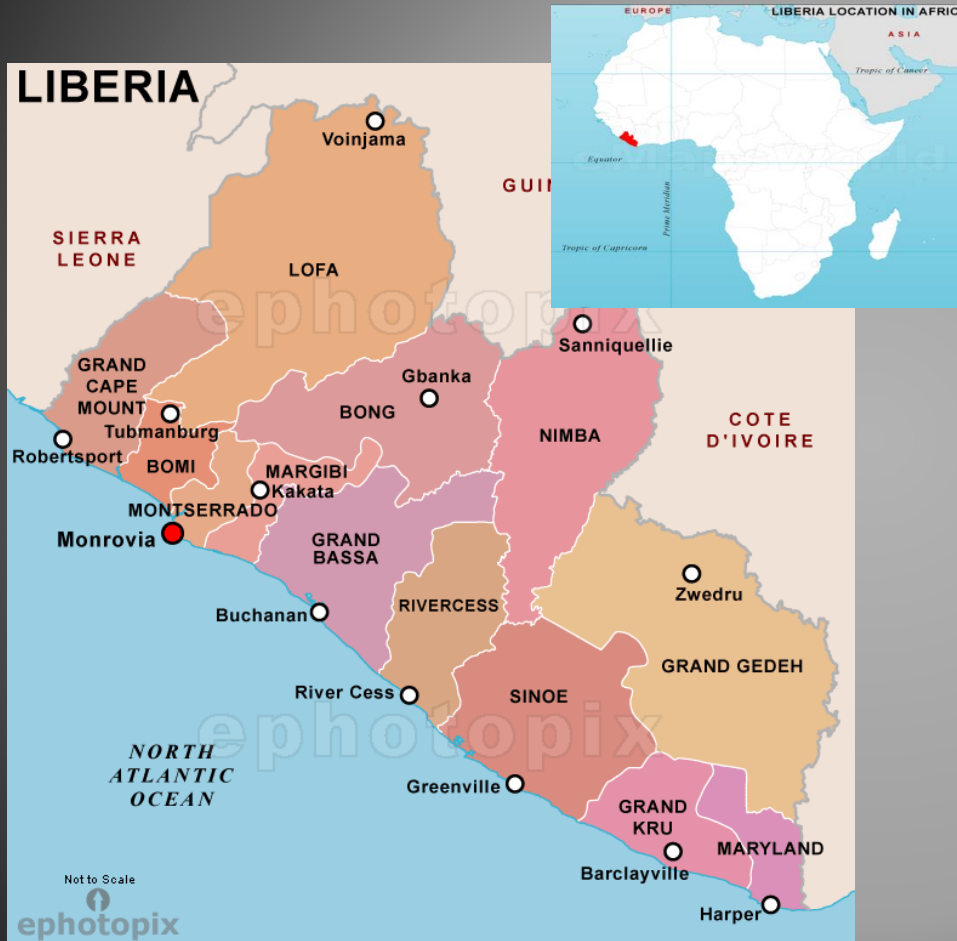 LIBERIA
EUROPE
LIBERIA LOCATION IN AFRIC
ASIA
Tropic of Cancer
Equator
Prime Meridian
Tropic of Capricorn
Voinjama
GUI
SIERRA
LEONE
LOFA
ephotopix
Sanniquellie
GRAND
CAPE
MOUNT
Gbanka
BONG
Tubmanburg
NIMBA
COTE
D'IVOIRE
Robertsport
BOMI
MARGIBI
Kakata
MONTSERRADO
Monrovia
GRAND
BASSA
Zwedru
Buchanan
RIVERCESS
GRAND GEDEH
River Cess
SINOE
ephotopix
NORTH
ATLANTIC
OCEAN
Greenville
GRAND
KRU
MARYLAND
Barclayville
Harper
Not to Scale
ephotopix